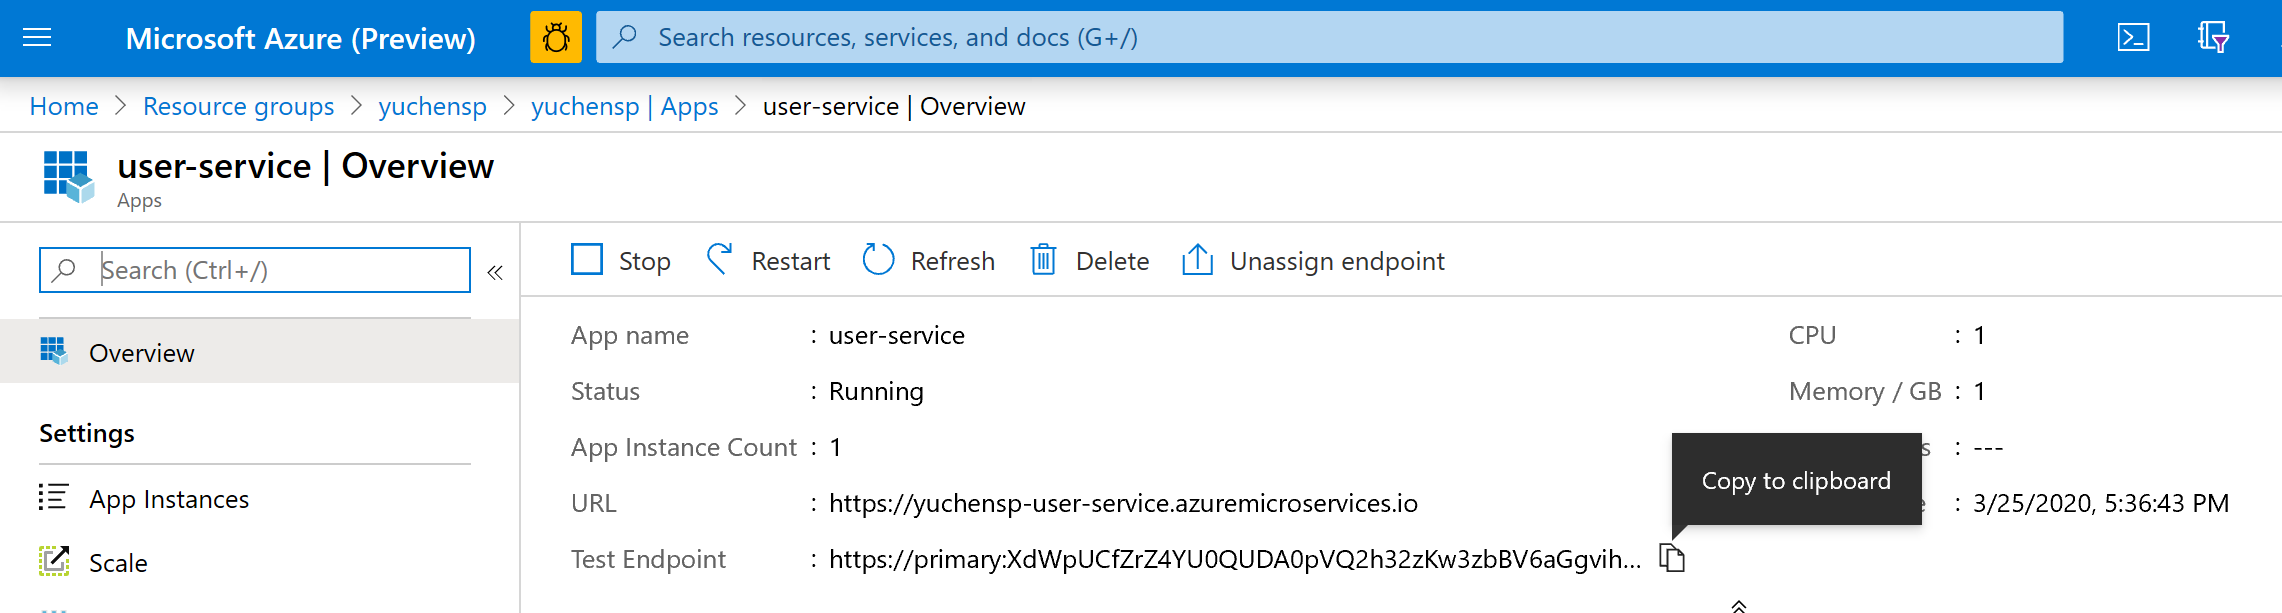 Microsoft Azure (Preview)
Search resources, services, and docs (G+/)
Home > Resource groups > yuchensp > yuchensp | Apps > user-service | Overview
user-service | Overview
Apps
Search (Ctrl+/)
«
Stop
Restart
Refresh
Delete
Unassign endpoint
Overview
Settings
App Instances
Scale
App name : user-service
Status : Running
App Instance Count : 1
URL : https://yuchensp-user-service.azuremicroservices.io
Test Endpoint : https://primary:XdWpUCfZrZ4YU0QUDA0pVQ2h32zKw3zbBV6aGgvih...
CPU : 1
Memory / GB : 1
s : ---
e : 3/25/2020, 5:36:43 PM
Copy to clipboard